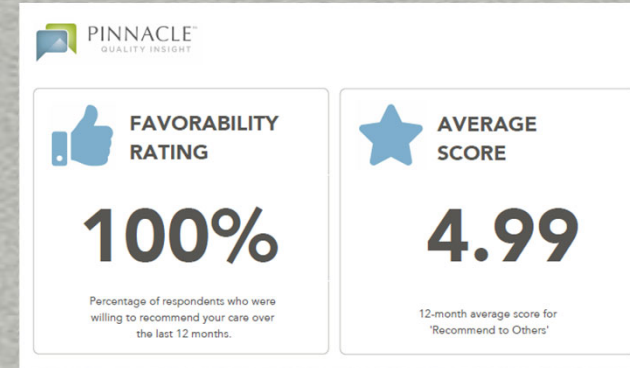 PINNACLE™
QUALITY INSIGHT
FAVORABILITY
RATING
100%
Percentage of respondents who were
willing to recommend your care over
the last 12 months.
AVERAGE
SCORE
4.99
12-month average score for
'Recommend to Others'